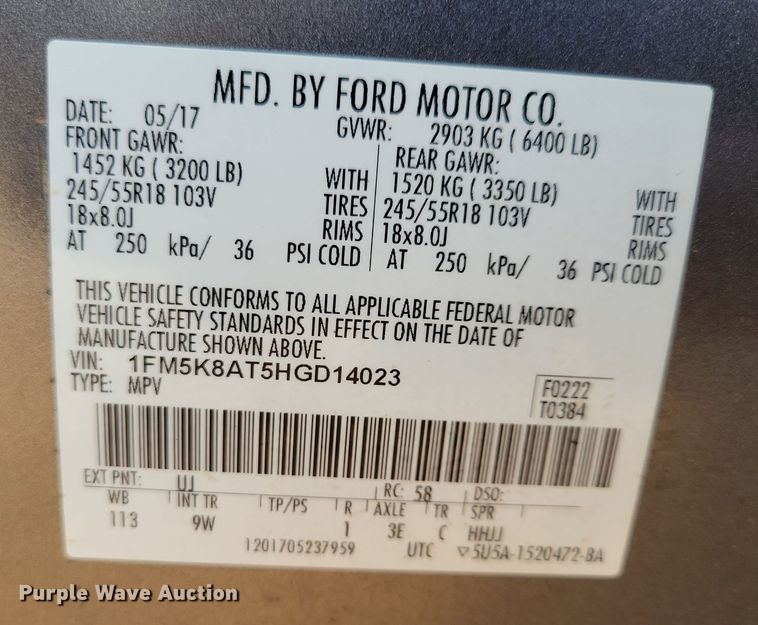 MFD. BY FORD MOTOR CO.
DATE: 05/17 GVWR: 2903 KG ( 6400 LB)
FRONT GAWR: REAR GAWR:
1452 KG ( 3200 LB) WITH 1520 KG ( 3350 LB) WITH
245/55R18 103V TIRES 245/55R18 103V TIRES
18x8.0J RIMS 18x8.0J RIMS
AT 250 kPa/ 36 PSI COLD AT 250 kPa/ 36 PSI COLD
THIS VEHICLE CONFORMS TO ALL APPLICABLE FEDERAL MOTOR
VEHICLE SAFETY STANDARDS IN EFFECT ON THE DATE OF
MANUFACTURE SHOWN ABOVE.
VIN: 1FM5K8AT5HGD14023
TYPE: MPV F0222
T0384
EXT PNT: UJ RC: 58 DSO:
WB INT TR TP/PS R AXLE TR SPR
113 9W 1 3E C HHJJ
1201705237959 UTC ▽5U5A-1520472-BA
Purple Wave Auction